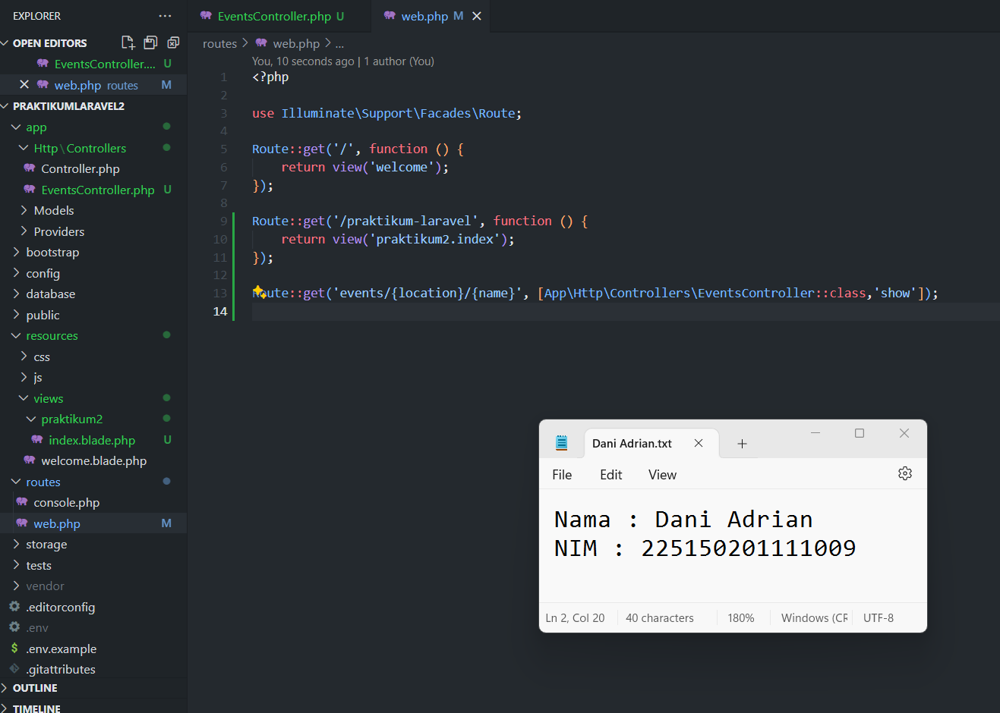 EXPLORER
OPEN EDITORS
EventsController.... U
web.php routes M
PRAKTIKUMLARAVEL2
app
Http\Controllers
Controller.php
EventsController.php U
Models
Providers
bootstrap
config
database
public
resources
css
js
views
praktikum2
index.blade.php U
welcome.blade.php
routes
console.php
web.php M
storage
tests
vendor
.editorconfig
.env
$ .env.example
.gitattributes
OUTLINE
TIMELINE
EventsController.php U
web.php M
routes > web.php > ...
You, 10 seconds ago | 1 author (You)
1 <?php
2
3 use Illuminate\Support\Facades\Route;
4
5 Route::get('/', function () {
6 return view('welcome');
7 });
8
9 Route::get('/praktikum-laravel', function () {
10 return view('praktikum2.index');
11 });
12
13 Route::get('events/{location}/{name}', [App\Http\Controllers\EventsController::class,'show']);
14
Dani Adrian.txt
File Edit View
Nama : Dani Adrian
NIM : 225150201111009
Ln 2, Col 20 40 characters 180% Windows (CR UTF-8